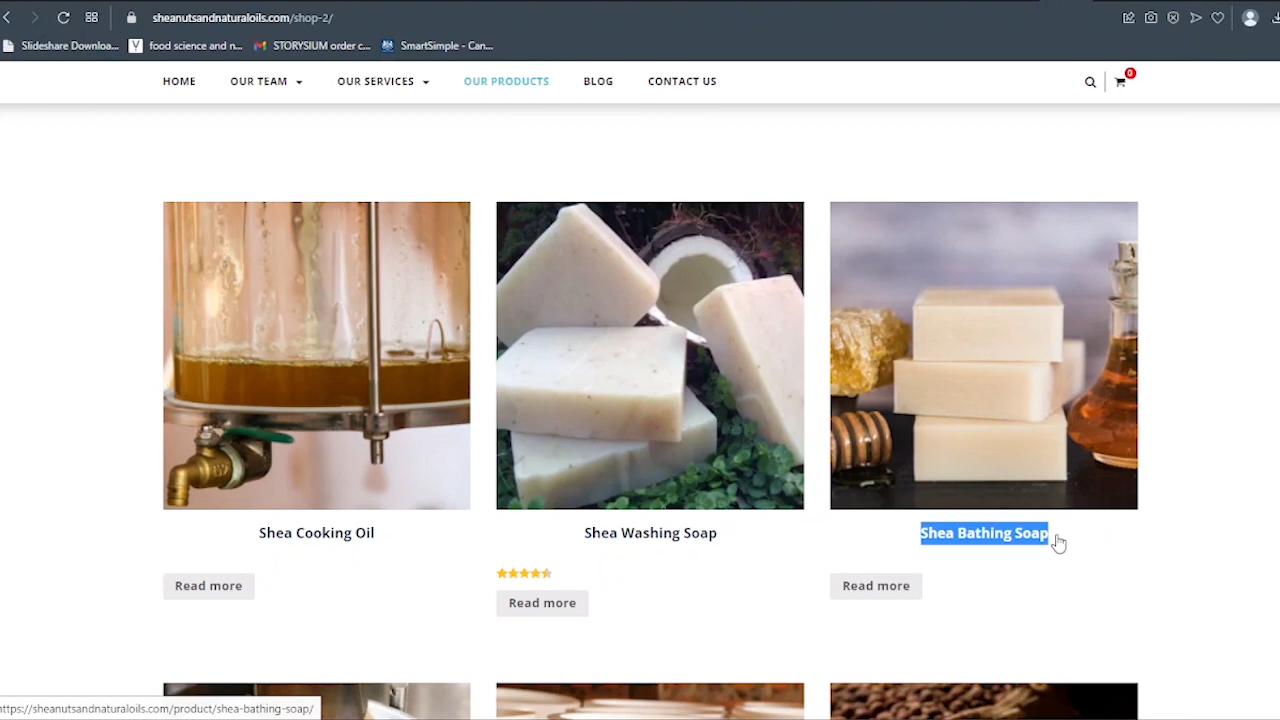 sheanutsandnaturaloils.com/shop-2/
Slideshare Downloa... food science and n... STORYSIUM order c... SmartSimple - Can...
HOME OUR TEAM OUR SERVICES OUR PRODUCTS BLOG CONTACT US 0
Shea Cooking Oil Shea Washing Soap Shea Bathing Soap
Read more Read more Read more
https://sheanutsandnaturaloils.com/product/shea-bathing-soap/